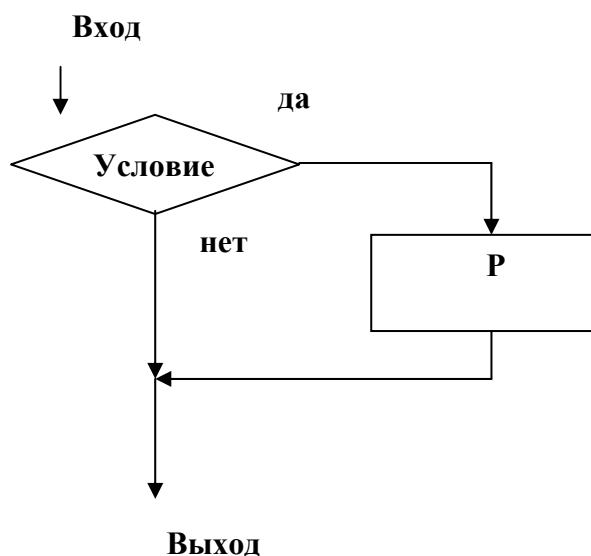 Вход
да
Условие
нет
Р
Выход